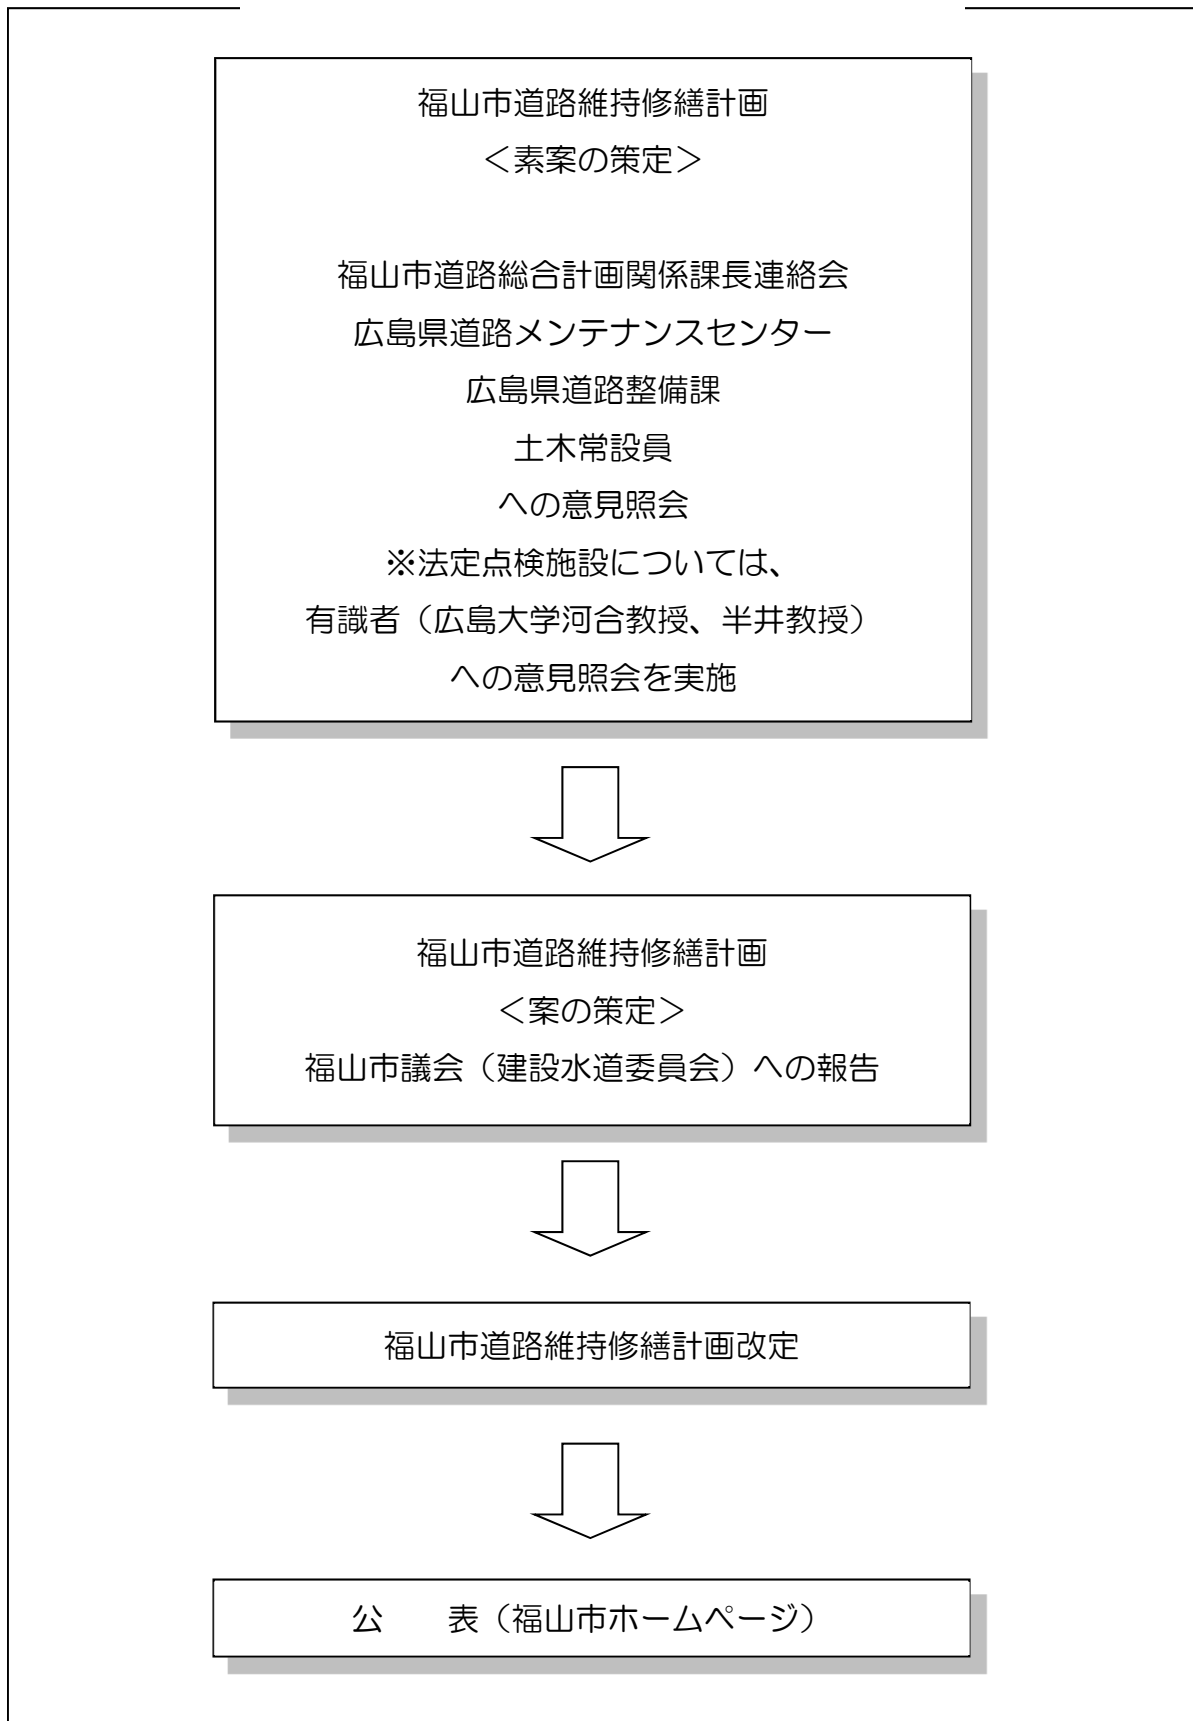 福山市道路維持修繕計画
＜素案の策定＞
福山市道路総合計画関係課長連絡会
広島県道路メンテナンスセンター
広島県道路整備課
土木常設員
への意見照会
※法定点検施設については、
有識者（広島大学河合教授、半井教授）
への意見照会を実施
福山市道路維持修繕計画
＜案の策定＞
福山市議会（建設水道委員会）への報告
福山市道路維持修繕計画改定
公　　表（福山市ホームページ）